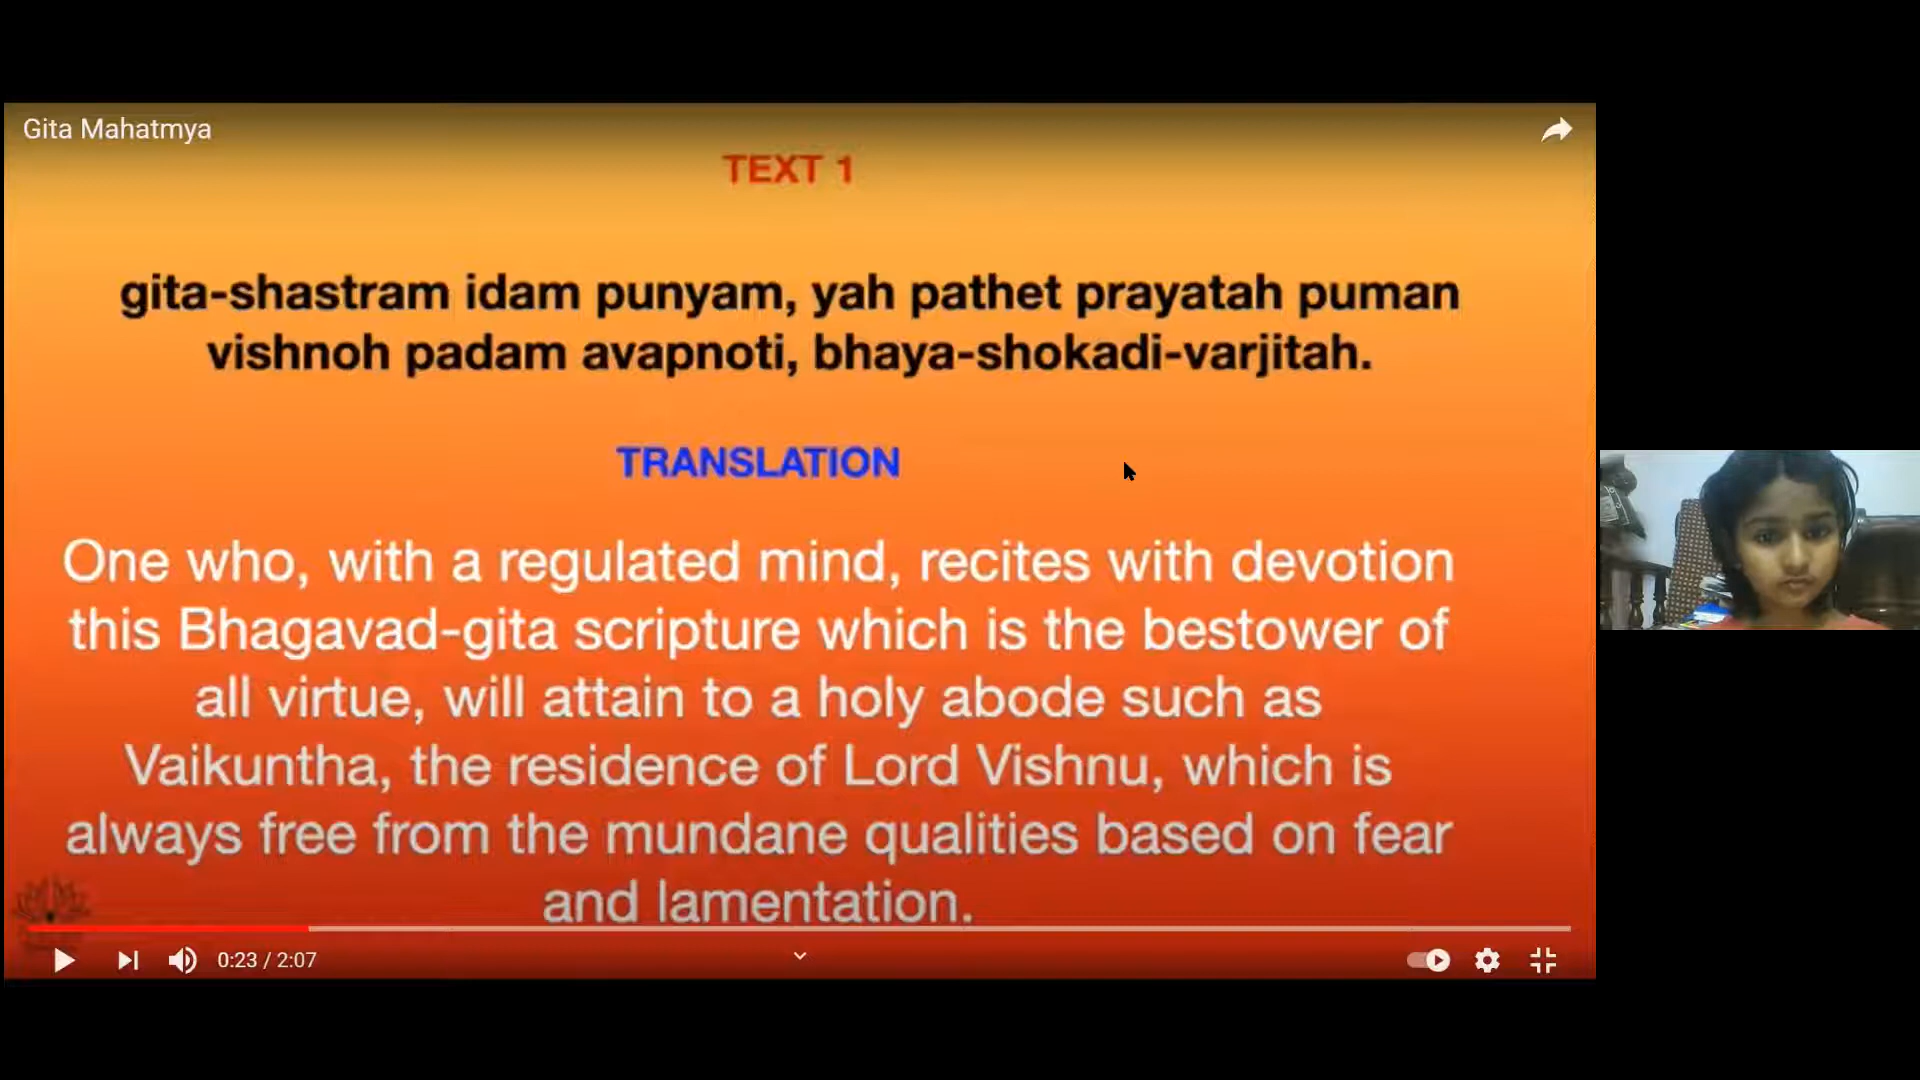 Gita Mahatmya
TEXT 1
gita-shastram idam punyam, yah pathet prayatah puman
vishnoh padam avapnoti, bhaya-shokadi-varjitah.
TRANSLATION
One who, with a regulated mind, recites with devotion
this Bhagavad-gita scripture which is the bestower of
all virtue, will attain to a holy abode such as
Vaikuntha, the residence of Lord Vishnu, which is
always free from the mundane qualities based on fear
and lamentation.
0:23 / 2:07